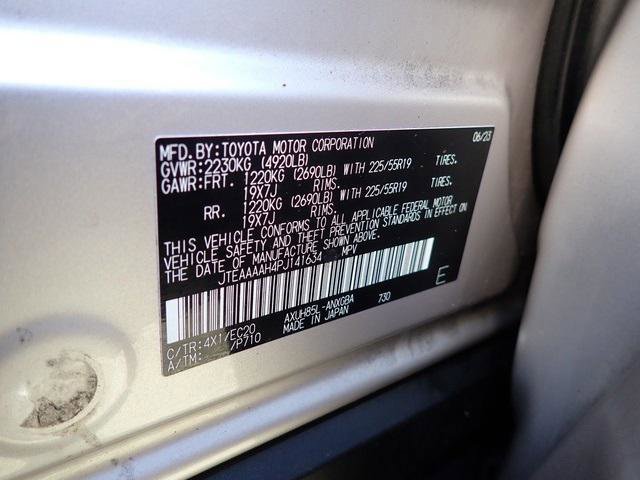 06/23
MFD.BY:TOYOTA MOTOR CORPORATION
GVWR:2230KG (4920LB)
GAWR:FRT. 1220KG (2690LB) WITH 225/55R19 TIRES.
19X7J RIMS.
RR. 1220KG (2690LB) WITH 225/55R19 TIRES.
19X7J RIMS.
THIS VEHICLE CONFORMS TO ALL APPLICABLE FEDERAL MOTOR
VEHICLE SAFETY AND THEFT PREVENTION STANDARDS IN EFFECT ON
THE DATE OF MANUFACTURE SHOWN ABOVE.
JTEAAAAH4PJ141634 MPV
E
AXUH85L-ANXGBA 730
C/TR:4X1/EC20 MADE IN JAPAN
A/TM: /P710